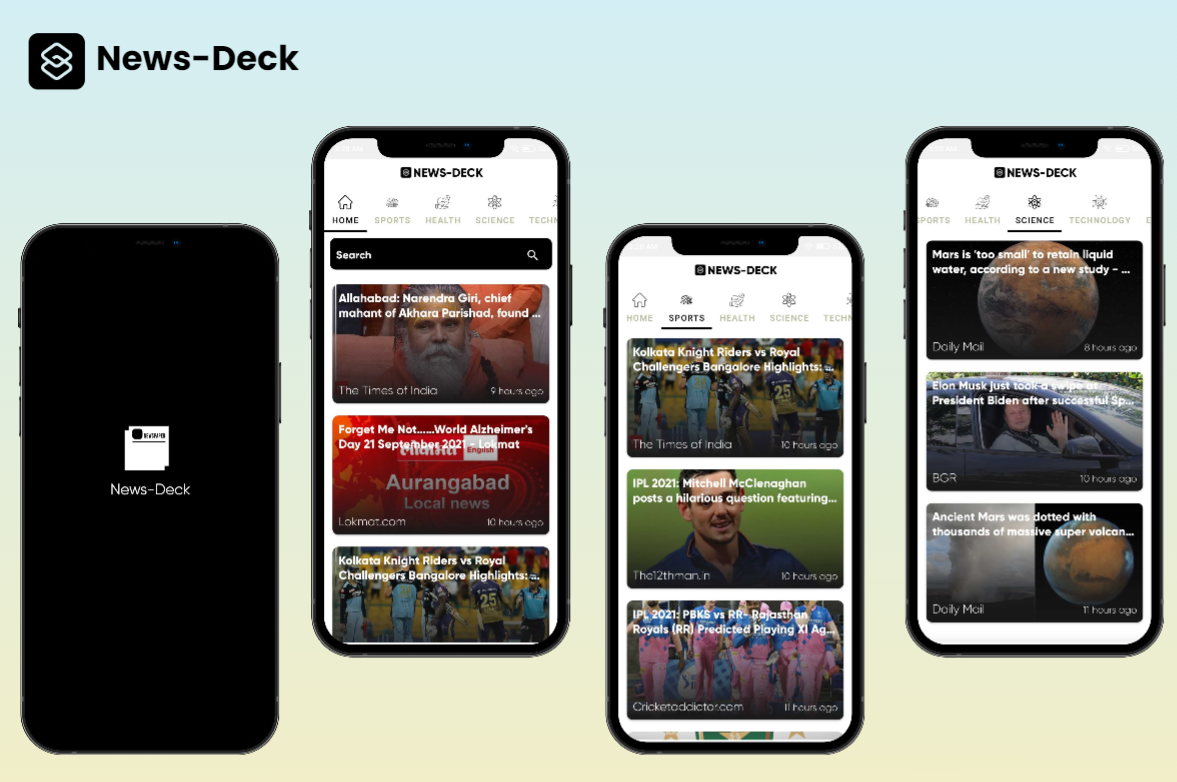 News-Deck
NEWSPAPER
News-Deck
NEWS-DECK
HOME SPORTS HEALTH SCIENCE TECHN
Search
Allahabad: Narendra Giri, chief
mahant of Akhara Parishad, found ...
The Times of India 9 hours ago
Forget Me Not......World Alzheimer's
Day 21 September 2021 - Lokmat
English
Aurangabad
Local news
Lokmat.com 10 hours ago
Kolkata Knight Riders vs Royal
Challengers Bangalore Highlights: ...
25
NEWS-DECK
HOME SPORTS HEALTH SCIENCE TECHN
Kolkata Knight Riders vs Royal
Challengers Bangalore Highlights: ...
25
The Times of India 10 hours ago
IPL 2021: Mitchell McClenaghan
posts a hilarious question featuring...
The12thman.in 10 hours ago
IPL 2021: PBKS vs RR- Rajasthan
Royals (RR) Predicted Playing XI Ag...
Cricketaddictor.com 11 hours ago
NEWS-DECK
SPORTS HEALTH SCIENCE TECHNOLOGY E
Mars is 'too small' to retain liquid
water, according to a new study - ...
Daily Mail 8 hours ago
Elon Musk just took a swipe at
President Biden after successful Sp...
BGR 10 hours ago
Ancient Mars was dotted with
thousands of massive super volcan...
Daily Mail 11 hours ago